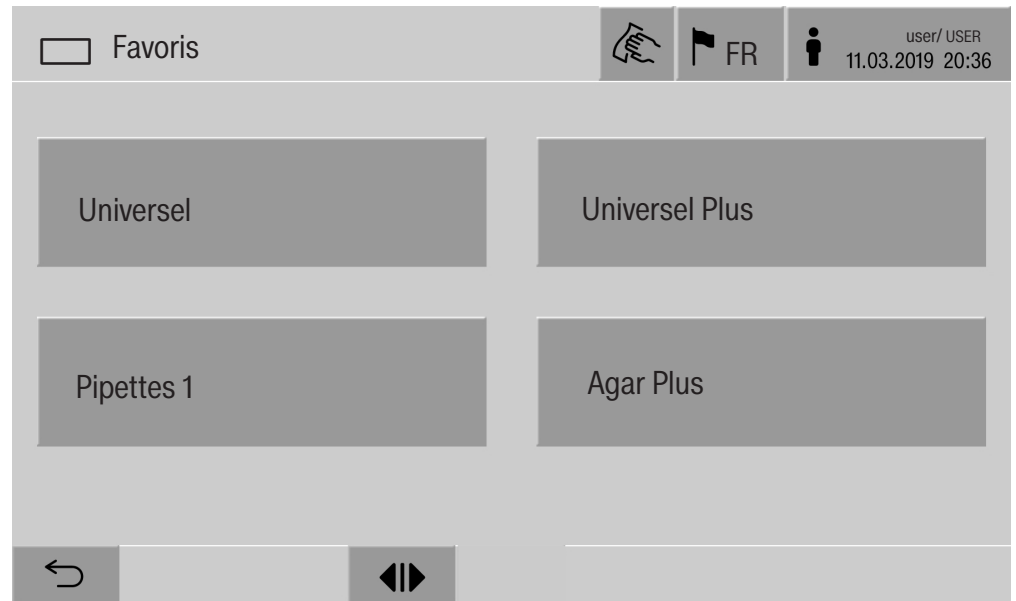 Favoris
FR
user/ USER
11.03.2019 20:36
Universel
Universel Plus
Pipettes 1
Agar Plus